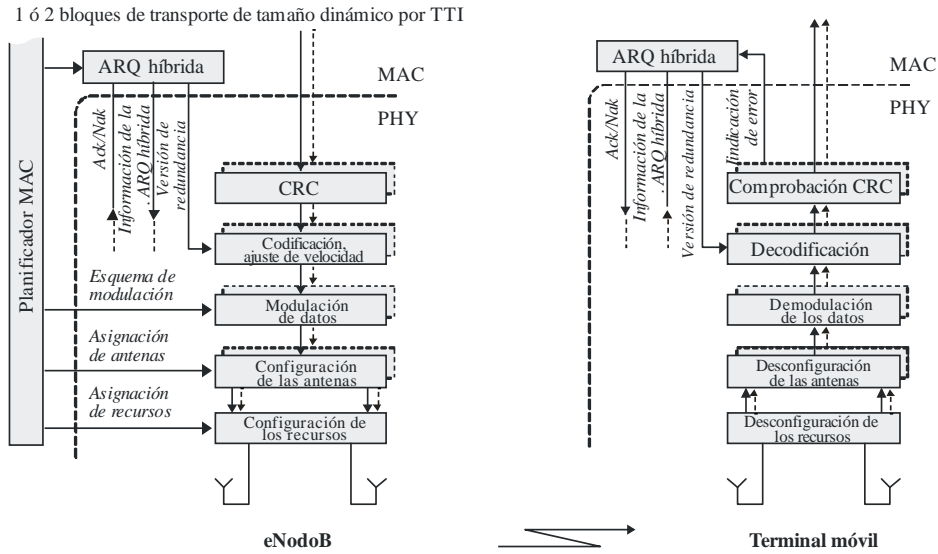 1 ó 2 bloques de transporte de tamaño dinámico por TTI
Planificador MAC
ARQ híbrida
MAC
PHY
Ack/Nak
Información de la
. ARQ híbrida
Versión de
redundancia
CRC
Codificación,
ajuste de velocidad
Esquema de
modulación
Modulación
de datos
Asignación
de antenas
Configuración
de las antenas
Asignación
de recursos
Configuración de
los recursos
eNodoB
ARQ híbrida
MAC
PHY
Ack/Nak
Información de la
. ARQ híbrida
Versión de redundancia
Iindicación
de error
Comprobación CRC
Decodificación
Demodulación
de los datos
Desconfiguración
de las antenas
Desconfiguración de
los recursos
Terminal móvil